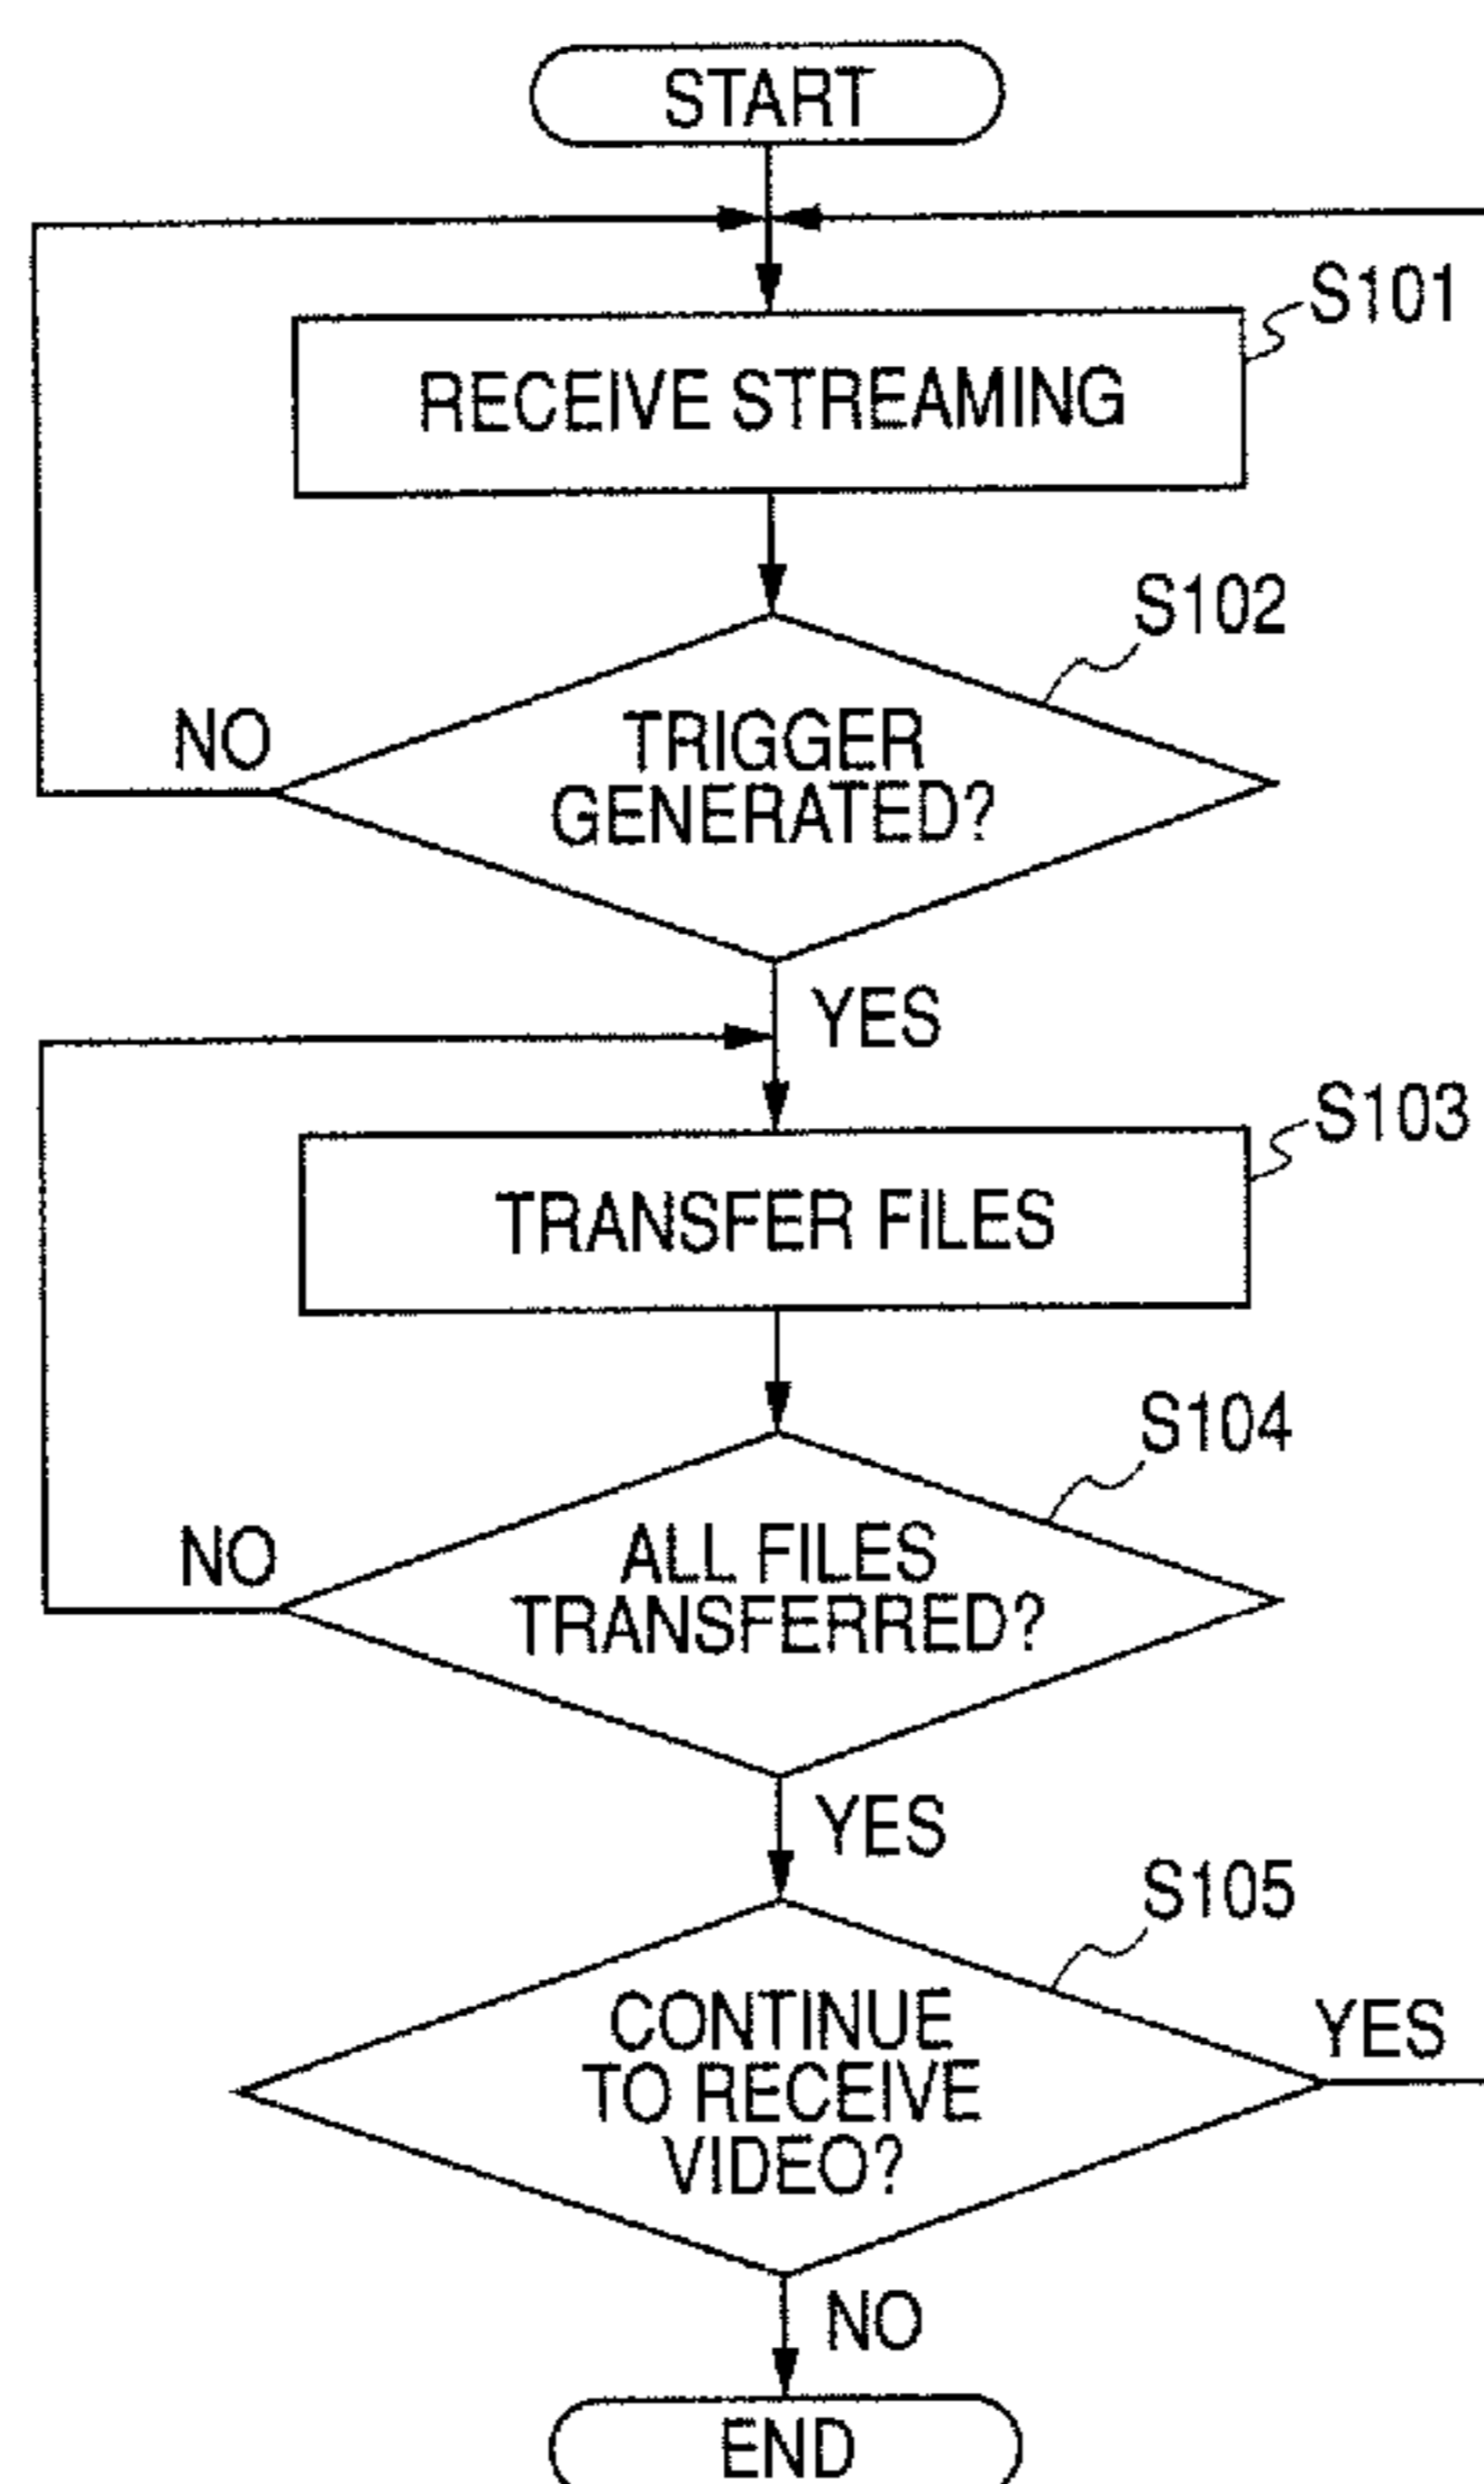 START
S101
RECEIVE STREAMING
S102
NO
TRIGGER
GENERATED?
YES
S103
TRANSFER FILES
S104
NO
ALL FILES
TRANSFERRED?
YES
S105
CONTINUE
TO RECEIVE
VIDEO?
YES
NO
END